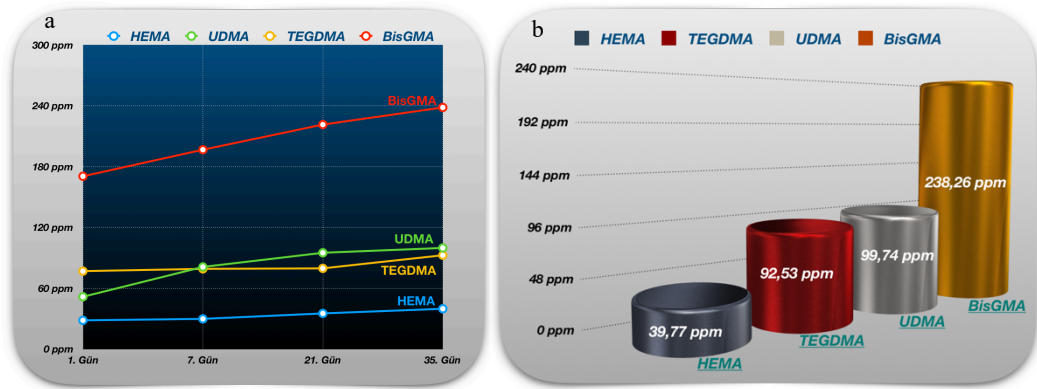 a
HEMA UDMA TEGDMA BisGMA
300 ppm
240 ppm
180 ppm
120 ppm
60 ppm
0 ppm
BisGMA
UDMA
TEGDMA
HEMA
1. Gün 7. Gün 21. Gün 35. Gün
b
HEMA TEGDMA UDMA BisGMA
240 ppm
192 ppm
144 ppm
96 ppm
48 ppm
0 ppm
238,26 ppm
99,74 ppm
92,53 ppm
39,77 ppm
BisGMA
UDMA
TEGDMA
HEMA